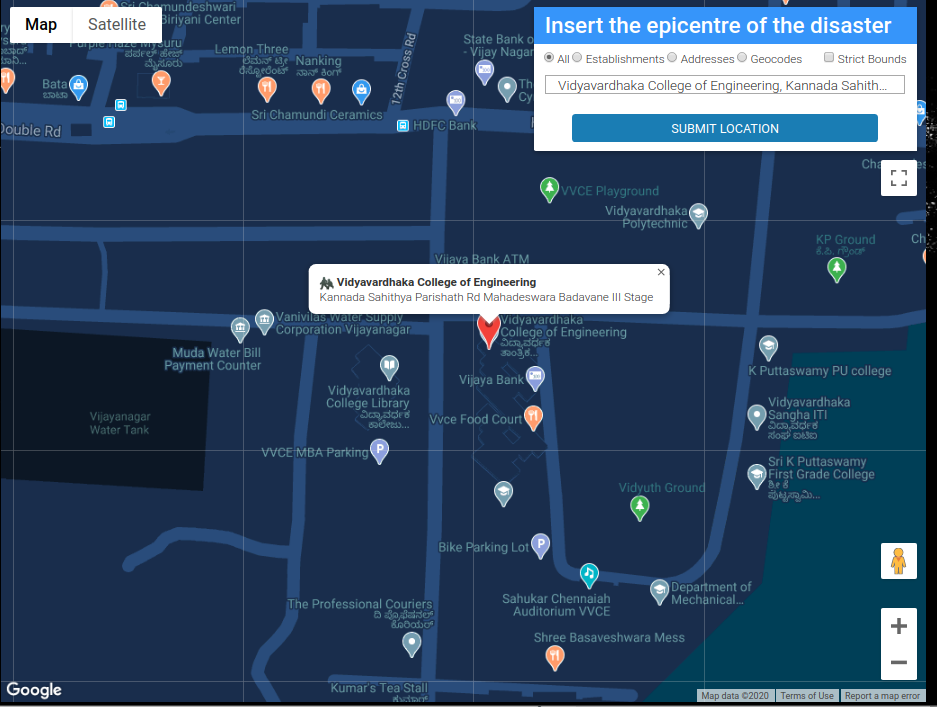 Map Satellite
Sri Chamundeshwari
Biriyani Center
Insert the epicentre of the disaster
All Establishments Addresses Geocodes Strict Bounds
Vidyavardhaka College of Engineering, Kannada Sahith...
SUBMIT LOCATION
Purple Haze Mysuru
ಪರ್ಪಲ್ ಹೇಜ್
ಮೈಸೂರು
Lemon Three
ಲೆಮನ್ ಟ್ರೀ
ರೆಸ್ಟೋರೆಂಟ್
Nanking
ನಾನ್ ಕಿಂಗ್
12th Cross Rd
State Bank o
- Vijay Nagar
Bata
ಬಾಟಾ
Th
Cy
Sri Chamundi Ceramics
HDFC Bank
Double Rd
VVCE Playground
Vidyavardhaka
Polytechnic
KP Ground
ಕೆ.ಪಿ. ಗ್ರೌಂಡ್
Ch
Vijaya Bank ATM
Vidyavardhaka College of Engineering
Kannada Sahithya Parishath Rd Mahadeswara Badavane III Stage
Vanivilas Water Supply
Corporation Vijayanagar
Vidyavardhaka
College of Engineering
ವಿದ್ಯಾವರ್ಧಕ
ತಾಂತ್ರಿಕ...
Muda Water Bill
Payment Counter
K Puttaswamy PU college
Vijaya Bank
Vidyavardhaka
College Library
ವಿದ್ಯಾವರ್ಧಕ
ಕಾಲೇಜು...
Vvce Food Court
Vidyavardhaka
Sangha ITI
ವಿದ್ಯಾವರ್ಧಕ
ಸಂಘ ಐಟಿಐ
Vijayanagar
Water Tank
VVCE MBA Parking
Sri K Puttaswamy
First Grade College
ಶ್ರೀ ಕೆ
ಪುಟ್ಟಸ್ವಾಮಿ...
Vidyuth Ground
Bike Parking Lot
Sahukar Chennaiah
Auditorium VVCE
Department of
Mechanical...
The Professional Couriers
ದಿ ಪ್ರೊಫೆಷನಲ್
ಕೊರಿಯರ್
Shree Basaveshwara Mess
Kumar's Tea Stall
Google
Map data ©2020 Terms of Use Report a map error